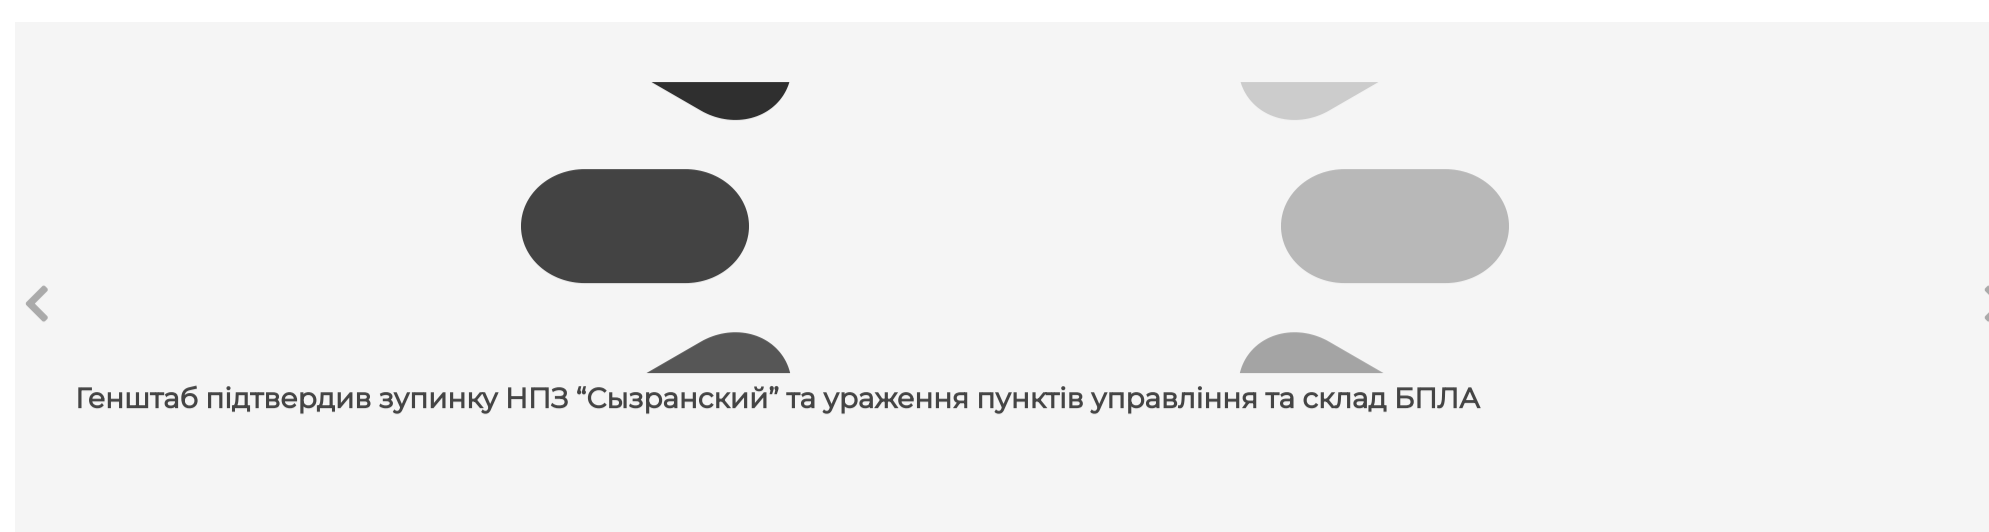 Генштаб підтвердив зупинку НПЗ “Сызранский” та ураження пунктів управління та склад БПЛА